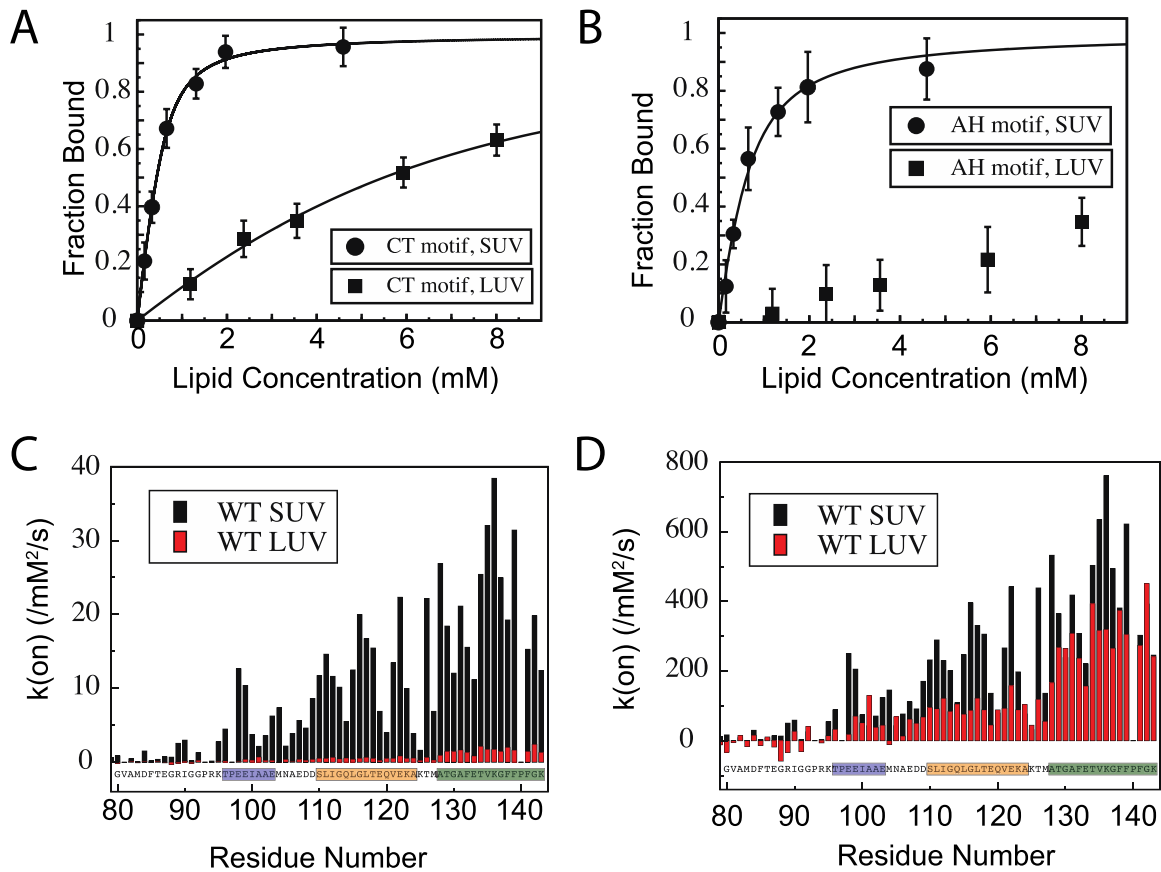 A
1
0.8
0.6
0.4
0.2
0
Fraction Bound
CT motif, SUV
CT motif, LUV
0 2 4 6 8
Lipid Concentration (mM)
B
1
0.8
0.6
0.4
0.2
0
Fraction Bound
AH motif, SUV
AH motif, LUV
0 2 4 6 8
Lipid Concentration (mM)
C
40
30
20
10
0
k(on) (/mM²/s)
WT SUV
WT LUV
GVAMDFTEGRIGGPRKTPEEIAAEMNAEDDSLIGQLGLTEQVEKAKTMATGAFETVKGFFPFGK
80 90 100 110 120 130 140
Residue Number
D
800
600
400
200
0
k(on) (/mM²/s)
WT SUV
WT LUV
GVAMDFTEGRIGGPRKTPEEIAAEMNAEDDSLIGQLGLTEQVEKAKTMATGAFETVKGFFPFGK
80 90 100 110 120 130 140
Residue Number